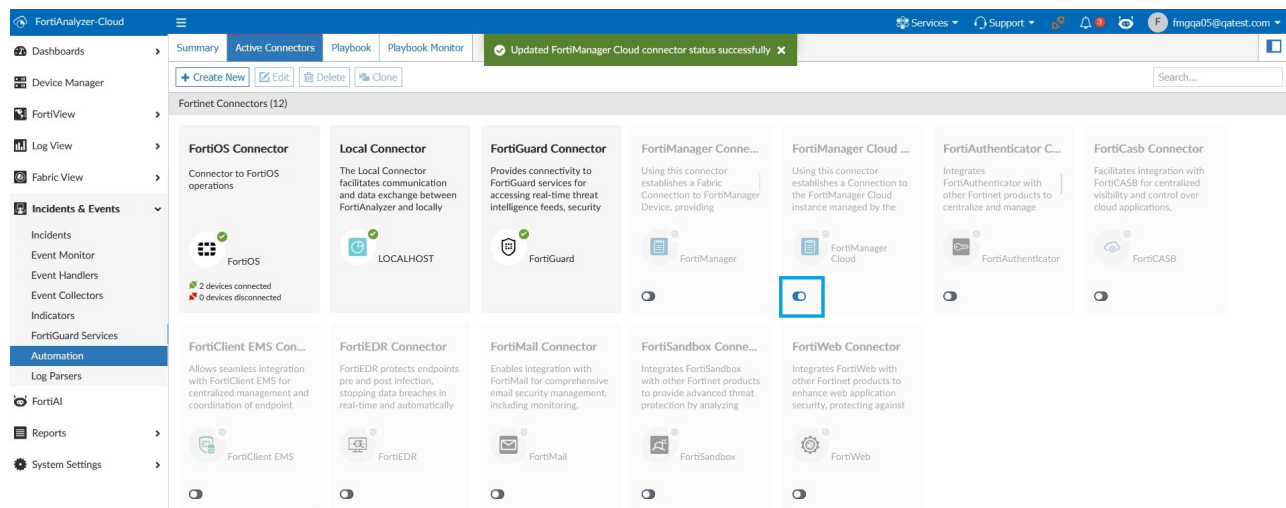 FortiAnalyzer-Cloud
Services
Support
3
F
fmgqa05@qatest.com
Dashboards
Device Manager
FortiView
Log View
Fabric View
Incidents & Events
Incidents
Event Monitor
Event Handlers
Event Collectors
Indicators
FortiGuard Services
Automation
Log Parsers
FortiAI
Reports
System Settings
Summary
Active Connectors
Playbook
Playbook Monitor
Updated FortiManager Cloud connector status successfully
+ Create New
Edit
Delete
Clone
Search...
Fortinet Connectors (12)
FortiOS Connector
Connector to FortiOS
operations
FortiOS
2 devices connected
0 devices disconnected
Local Connector
The Local Connector
facilitates communication
and data exchange between
FortiAnalyzer and locally
LOCALHOST
FortiGuard Connector
Provides connectivity to
FortiGuard services for
accessing real-time threat
intelligence feeds, security
FortiGuard
FortiManager Conne...
Using this connector
establishes a Fabric
Connection to FortiManager
Device, providing
FortiManager
FortiManager Cloud ...
Using this connector
establishes a Connection to
the FortiManager Cloud
instance managed by the
FortiManager
Cloud
FortiAuthenticator C...
Integrates
FortiAuthenticator with
other Fortinet products to
centralize and manage
FortiAuthenticator
FortiCasb Connector
Facilitates integration with
FortiCASB for centralized
visibility and control over
cloud applications,
FortiCASB
FortiClient EMS Con...
Allows seamless integration
with FortiClient EMS for
centralized management and
coordination of endpoint
FortiClient EMS
FortiEDR Connector
FortiEDR protects endpoints
pre and post infection,
stopping data breaches in
real-time and automatically
FortiEDR
FortiMail Connector
Enables integration with
FortiMail for comprehensive
email security management,
including monitoring,
FortiMail
FortiSandbox Conne...
Integrates FortiSandbox
with other Fortinet products
to provide advanced threat
protection by analyzing
FortiSandbox
FortiWeb Connector
Integrates FortiWeb with
other Fortinet products to
enhance web application
security, protecting against
FortiWeb